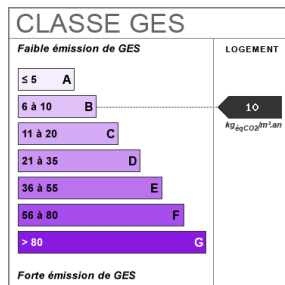 CLASSE GES
Faible émission de GES
LOGEMENT
≤ 5 A
6 à 10 B
10
kgéqCO2/m².an
11 à 20 C
21 à 35 D
36 à 55 E
56 à 80 F
> 80 G
Forte émission de GES